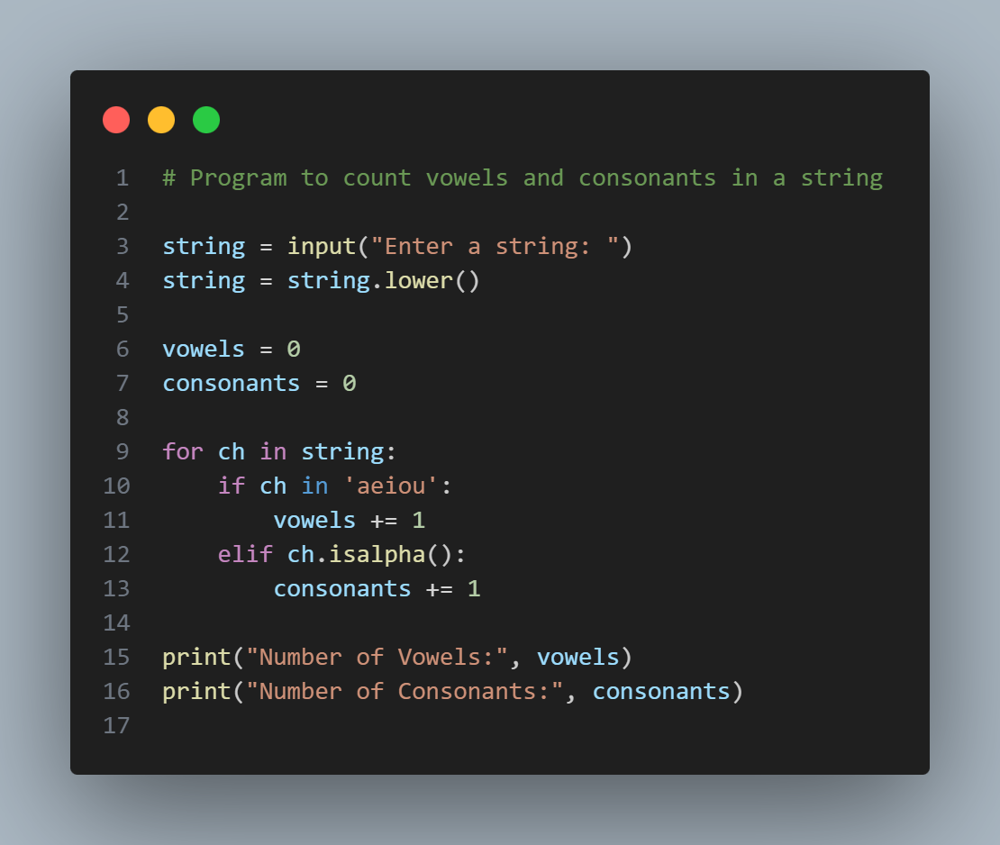 1 # Program to count vowels and consonants in a string
2
3 string = input("Enter a string: ")
4 string = string.lower()
5
6 vowels = 0
7 consonants = 0
8
9 for ch in string:
10     if ch in 'aeiou':
11         vowels += 1
12     elif ch.isalpha():
13         consonants += 1
14
15 print("Number of Vowels:", vowels)
16 print("Number of Consonants:", consonants)
17